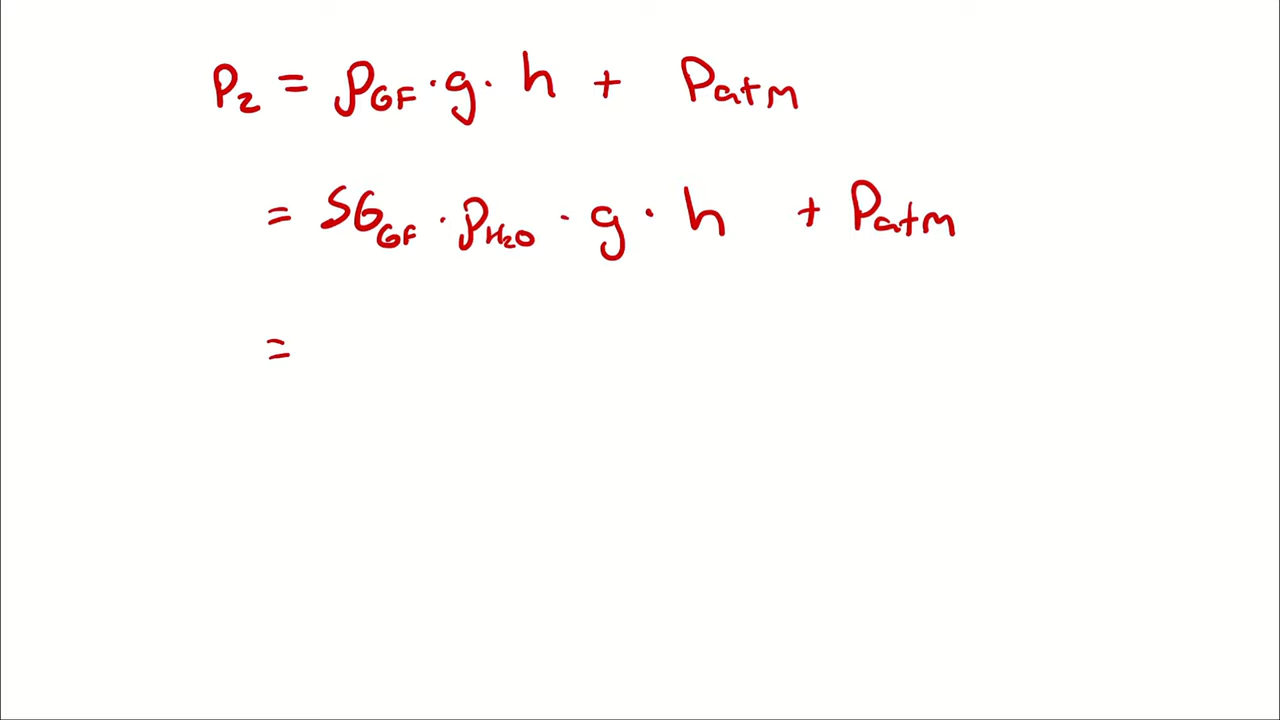 P₂ = ρGF · g · h + Patm
= SGGF · ρH₂O · g · h + Patm
=